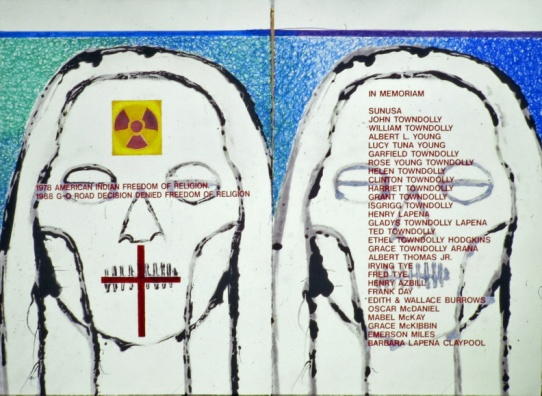 1978 AMERICAN INDIAN FREEDOM OF RELIGION.
1988 G-O ROAD DECISION DENIED FREEDOM OF RELIGION
IN MEMORIAM
SUNUSA
JOHN TOWNDOLLY
WILLIAM TOWNDOLLY
ALBERT L. YOUNG
LUCY TUNA YOUNG
GARFIELD TOWNDOLLY
ROSE YOUNG TOWNDOLLY
HELEN TOWNDOLLY
CLINTON TOWNDOLLY
HARRIET TOWNDOLLY
GRANT TOWNDOLLY
ISGRIGG TOWNDOLLY
HENRY LAPENA
GLADYS TOWNDOLLY LAPENA
TED TOWNDOLLY
ETHEL TOWNDOLLY HODGKINS
GRACE TOWNDOLLY ARANA
ALBERT THOMAS JR.
IRVING TYE
FRED TYE
HENRY AZBILL
FRANK DAY
EDITH & WALLACE BURROWS
OSCAR McDANIEL
MABEL McKAY
GRACE McKIBBIN
EMERSON MILES
BARBARA LAPENA CLAYPOOL